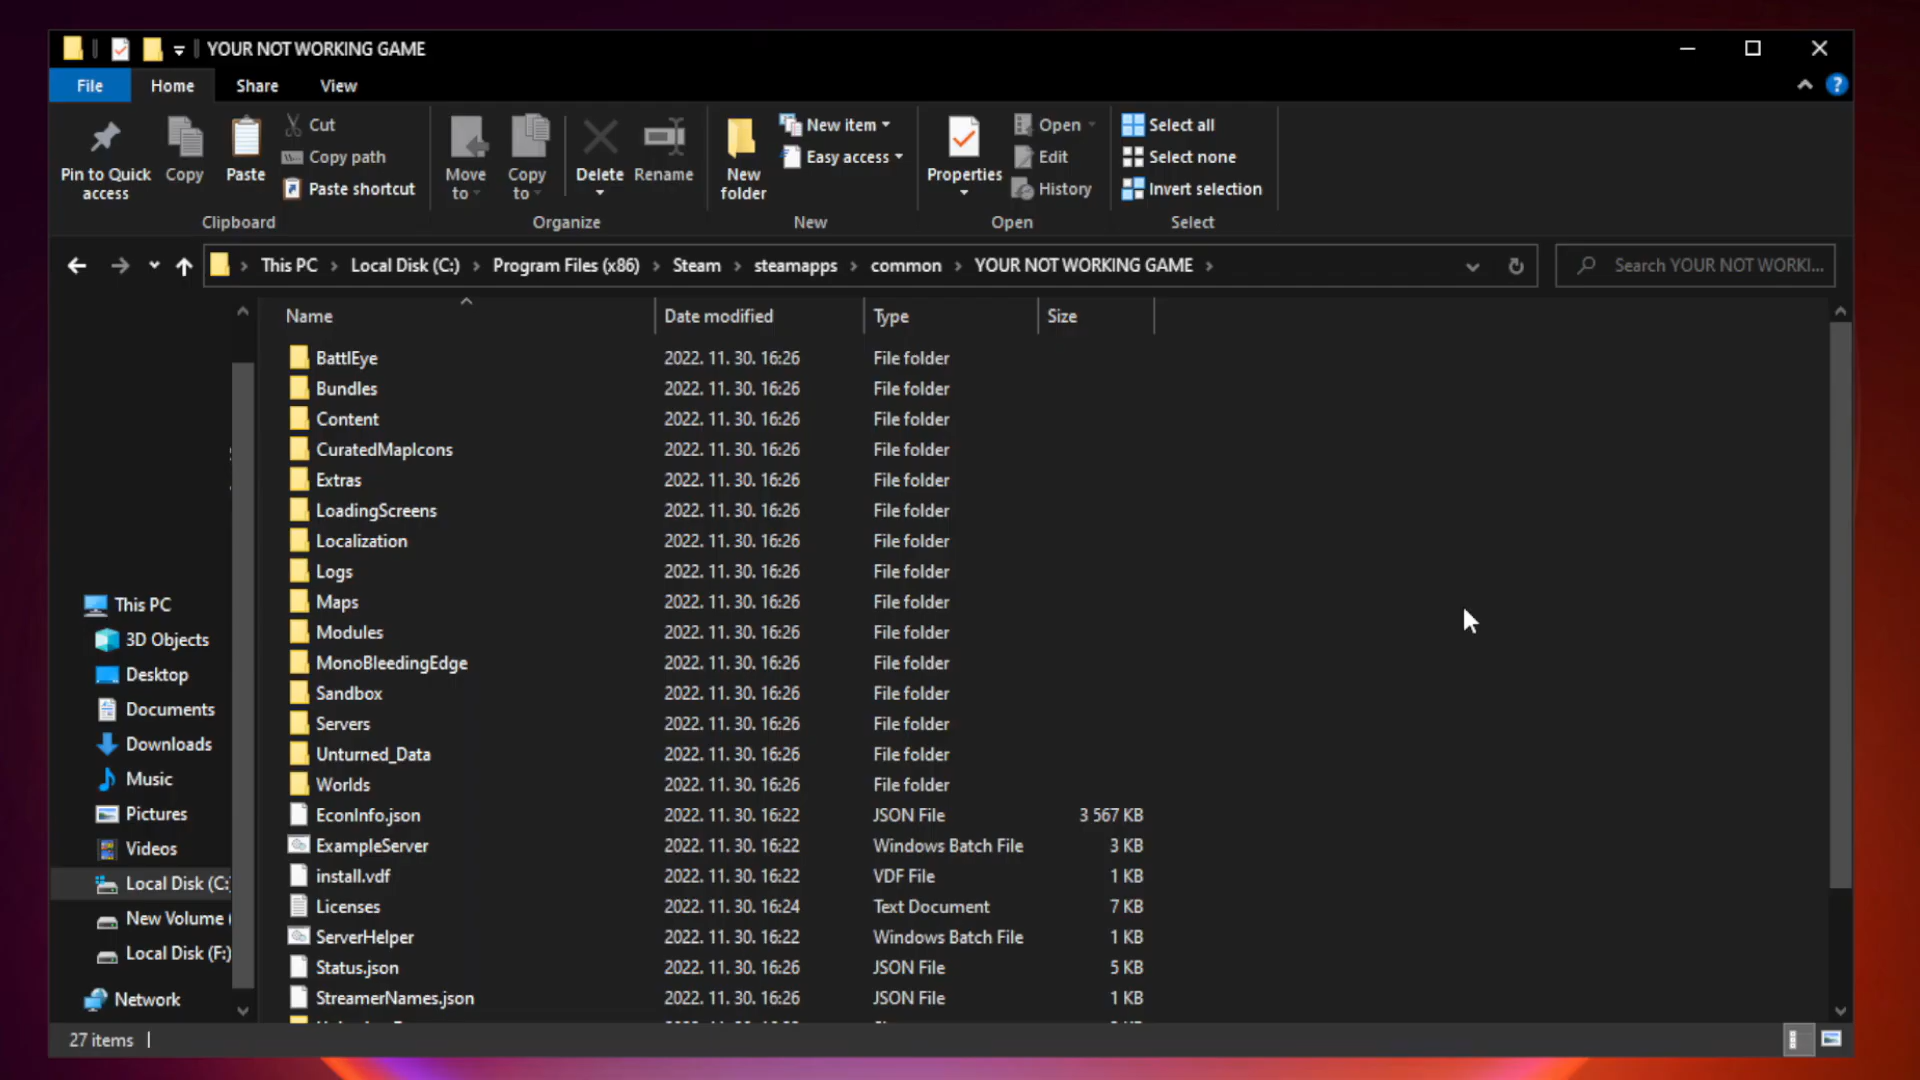 YOUR NOT WORKING GAME
File Home Share View
Pin to Quick access
Copy
Paste
Cut
Copy path
Paste shortcut
Clipboard
Move to
Copy to
Delete
Rename
Organize
New folder
New item
Easy access
New
Properties
Open
Edit
History
Open
Select all
Select none
Invert selection
Select
This PC > Local Disk (C:) > Program Files (x86) > Steam > steamapps > common > YOUR NOT WORKING GAME >
Search YOUR NOT WORKI...
This PC
3D Objects
Desktop
Documents
Downloads
Music
Pictures
Videos
Local Disk (C:
New Volume (
Local Disk (F:)
Network
Name Date modified Type Size
BattlEye 2022. 11. 30. 16:26 File folder
Bundles 2022. 11. 30. 16:26 File folder
Content 2022. 11. 30. 16:26 File folder
CuratedMapIcons 2022. 11. 30. 16:26 File folder
Extras 2022. 11. 30. 16:26 File folder
LoadingScreens 2022. 11. 30. 16:26 File folder
Localization 2022. 11. 30. 16:26 File folder
Logs 2022. 11. 30. 16:26 File folder
Maps 2022. 11. 30. 16:26 File folder
Modules 2022. 11. 30. 16:26 File folder
MonoBleedingEdge 2022. 11. 30. 16:26 File folder
Sandbox 2022. 11. 30. 16:26 File folder
Servers 2022. 11. 30. 16:26 File folder
Unturned_Data 2022. 11. 30. 16:26 File folder
Worlds 2022. 11. 30. 16:26 File folder
EconInfo.json 2022. 11. 30. 16:22 JSON File 3 567 KB
ExampleServer 2022. 11. 30. 16:22 Windows Batch File 3 KB
install.vdf 2022. 11. 30. 16:22 VDF File 1 KB
Licenses 2022. 11. 30. 16:24 Text Document 7 KB
ServerHelper 2022. 11. 30. 16:22 Windows Batch File 1 KB
Status.json 2022. 11. 30. 16:26 JSON File 5 KB
StreamerNames.json 2022. 11. 30. 16:26 JSON File 1 KB
27 items